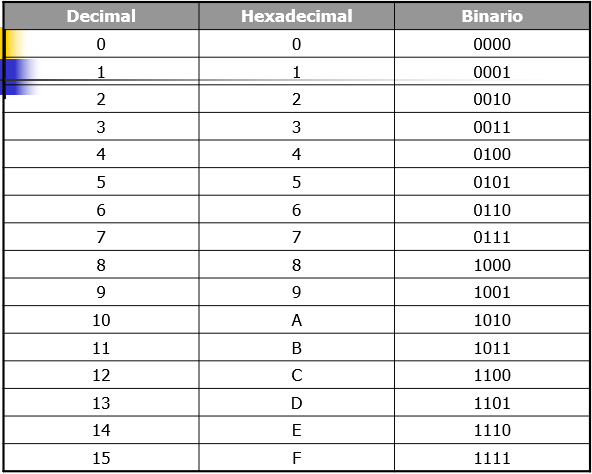 Decimal Hexadecimal Binario
0 0 0000
1 1 0001
2 2 0010
3 3 0011
4 4 0100
5 5 0101
6 6 0110
7 7 0111
8 8 1000
9 9 1001
10 A 1010
11 B 1011
12 C 1100
13 D 1101
14 E 1110
15 F 1111